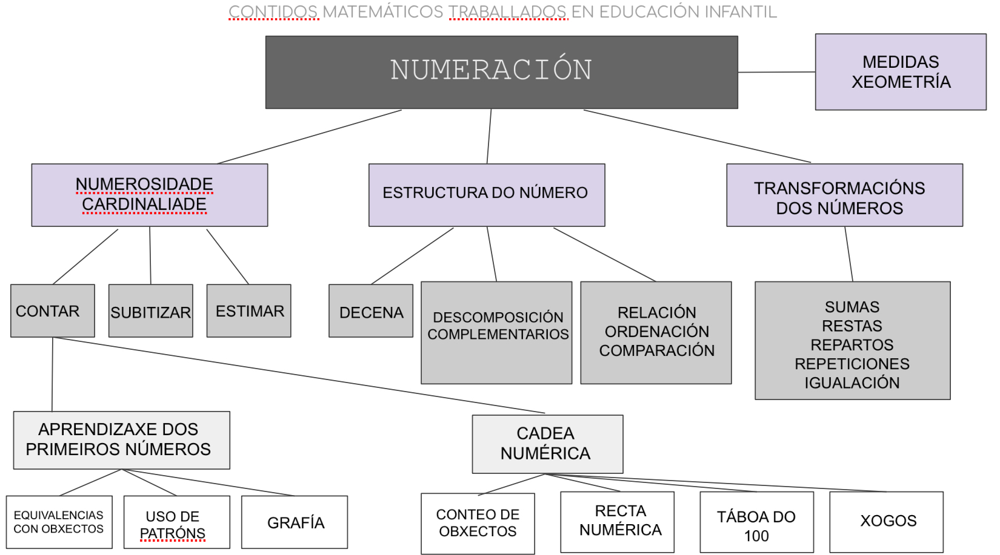 CONTIDOS MATEMÁTICOS TRABALLADOS EN EDUCACIÓN INFANTIL
NUMERACIÓN
MEDIDAS
XEOMETRÍA
NUMEROSIDADE
CARDINALIADE
ESTRUCTURA DO NÚMERO
TRANSFORMACIÓNS
DOS NÚMEROS
CONTAR
SUBITIZAR
ESTIMAR
DECENA
DESCOMPOSICIÓN
COMPLEMENTARIOS
RELACIÓN
ORDENACIÓN
COMPARACIÓN
SUMAS
RESTAS
REPARTOS
REPETICIONES
IGUALACIÓN
APRENDIZAXE DOS
PRIMEIROS NÚMEROS
CADEA
NUMÉRICA
EQUIVALENCIAS
CON OBXECTOS
USO DE
PATRÓNS
GRAFÍA
CONTEO DE
OBXECTOS
RECTA
NUMÉRICA
TÁBOA DO
100
XOGOS